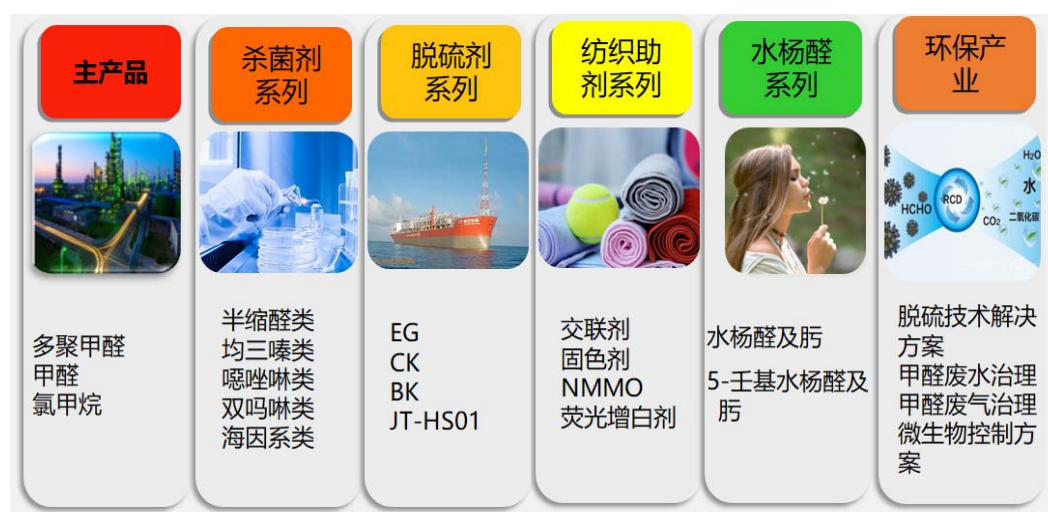 主产品
多聚甲醛
甲醛
氯甲烷
杀菌剂
系列
半缩醛类
均三嗪类
噁唑啉类
双吗啉类
海因系类
脱硫剂
系列
EG
CK
BK
JT-HS01
纺织助
剂系列
交联剂
固色剂
NMMO
荧光增白剂
水杨醛
系列
水杨醛及肟
5-壬基水杨醛及
肟
环保产
业
H₂O
水
RCD
HCHO
CO₂
二氧化碳
脱硫技术解决
方案
甲醛废水治理
甲醛废气治理
微生物控制方
案